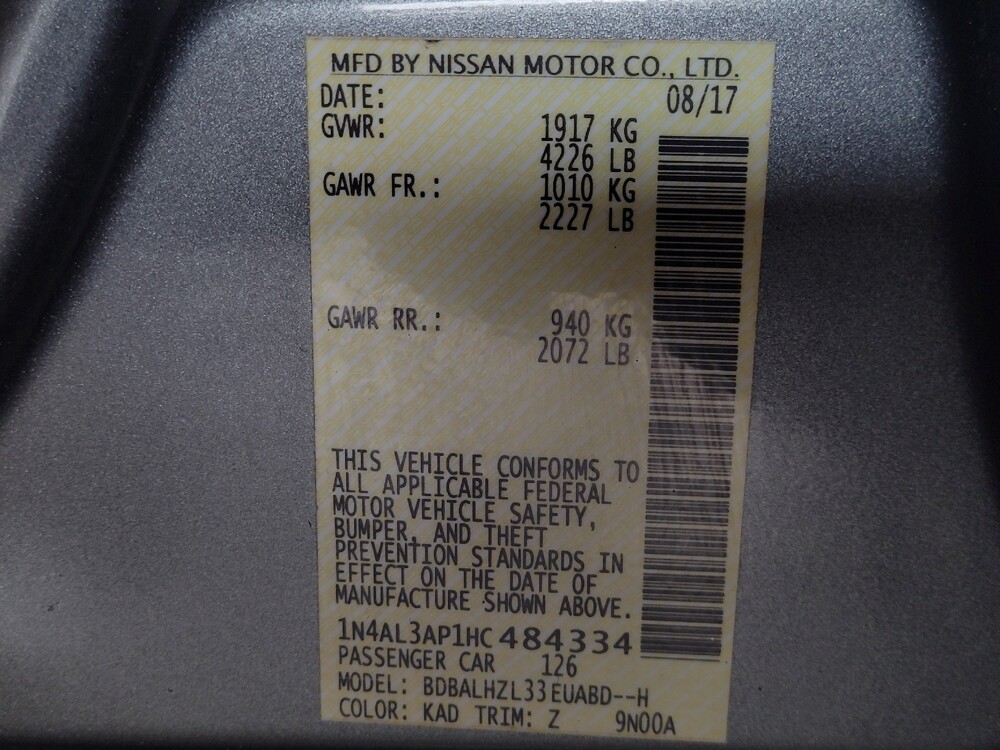 MFD BY NISSAN MOTOR CO., LTD.
DATE: 08/17
GVWR: 1917 KG
4226 LB
GAWR FR.: 1010 KG
2227 LB
GAWR RR.: 940 KG
2072 LB
THIS VEHICLE CONFORMS TO
ALL APPLICABLE FEDERAL
MOTOR VEHICLE SAFETY,
BUMPER, AND THEFT
PREVENTION STANDARDS IN
EFFECT ON THE DATE OF
MANUFACTURE SHOWN ABOVE.
1N4AL3AP1HC484334
PASSENGER CAR 126
MODEL: BDBALHZL33EUABD--H
COLOR: KAD TRIM: Z 9N00A